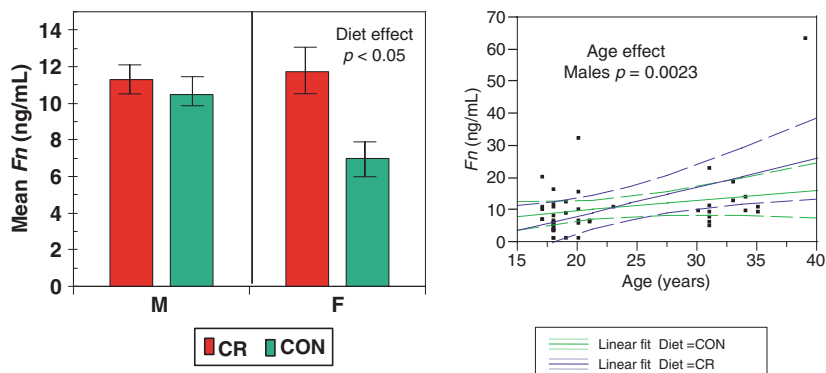 Mean Fn (ng/mL)
14
12
10
8
6
4
2
0
Diet effect
p < 0.05
M
F
CR
CON
Fn (ng/mL)
70
60
50
40
30
20
10
0
Age effect
Males p = 0.0023
15 20 25 30 35 40
Age (years)
Linear fit Diet =CON
Linear fit Diet =CR